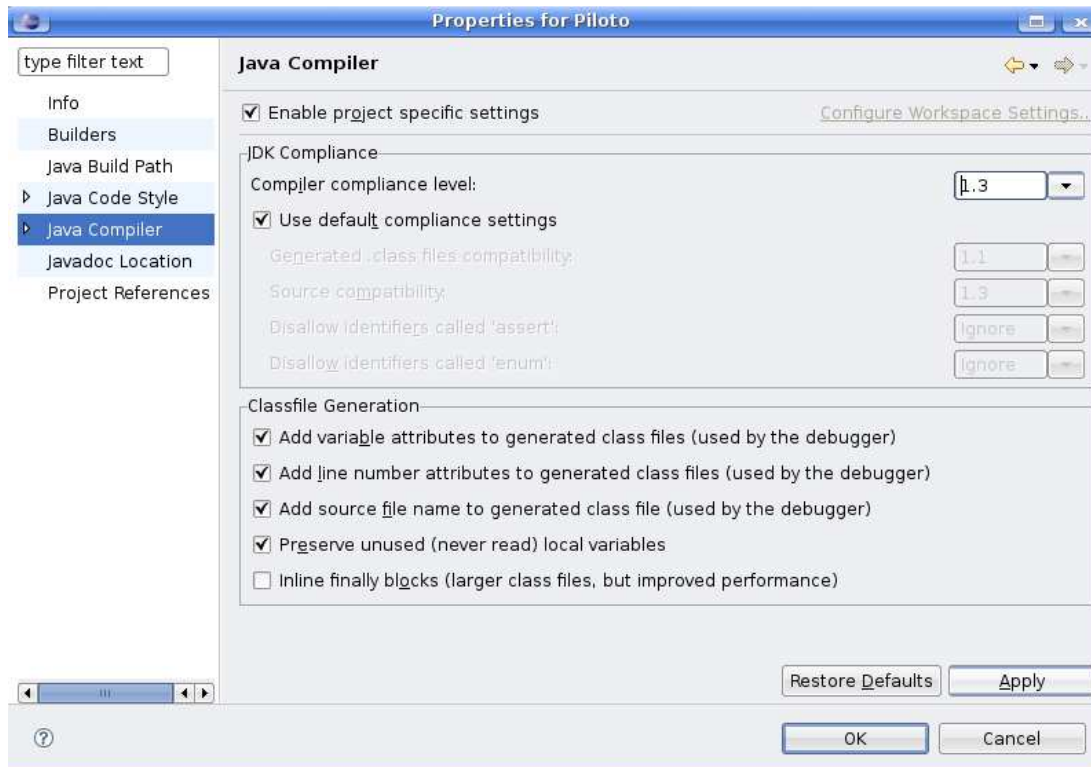 Properties for Piloto
type filter text
Info
Builders
Java Build Path
Java Code Style
Java Compiler
Javadoc Location
Project References
Java Compiler
Enable project specific settings
Configure Workspace Settings..
JDK Compliance
Compiler compliance level: 1.3
Use default compliance settings
Generated .class files compatibility: 1.1
Source compatibility: 1.3
Disallow identifiers called 'assert': Ignore
Disallow identifiers called 'enum': Ignore
Classfile Generation
Add variable attributes to generated class files (used by the debugger)
Add line number attributes to generated class files (used by the debugger)
Add source file name to generated class file (used by the debugger)
Preserve unused (never read) local variables
Inline finally blocks (larger class files, but improved performance)
Restore Defaults Apply
? OK Cancel